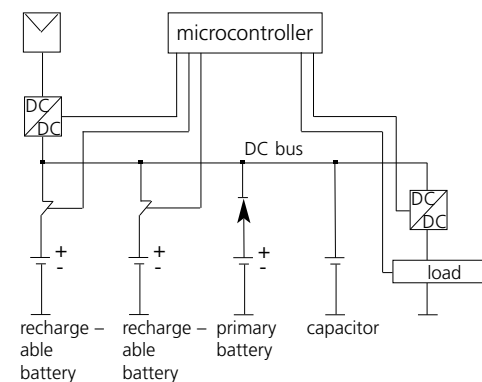 microcontroller
DC
DC
DC bus
DC
DC
+
-
+
-
+
-
load
recharge –
able
battery
recharge –
able
battery
primary
battery
capacitor